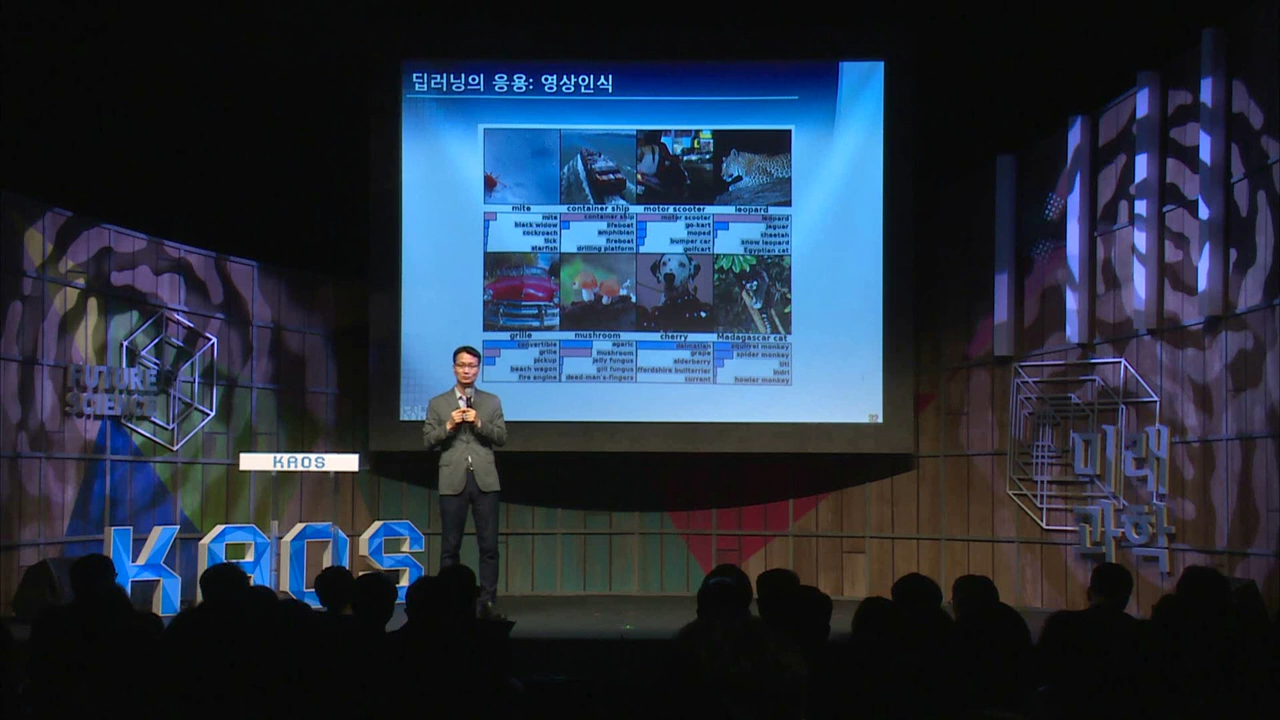 딥러닝의 응용: 영상인식
mite
container ship
motor scooter
leopard
mite
black widow
cockroach
tick
starfish
container ship
lifeboat
amphibian
fireboat
drilling platform
motor scooter
go-kart
moped
bumper car
golfcart
leopard
jaguar
cheetah
snow leopard
Egyptian cat
grille
mushroom
cherry
Madagascar cat
convertible
grille
pickup
beach wagon
fire engine
agaric
mushroom
jelly fungus
gill fungus
dead-man's-fingers
dalmatian
grape
elderberry
ffordshire bullterrier
currant
squirrel monkey
spider monkey
titi
indri
howler monkey
32
FUTURE
SCIENCE
KAOS
KAOS
미래
과학